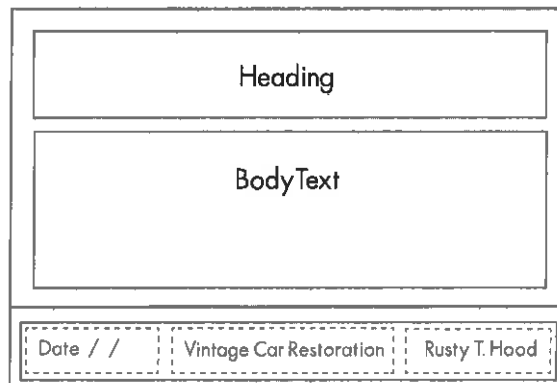 Heading
BodyText
Date / / Vintage Car Restoration Rusty T. Hood